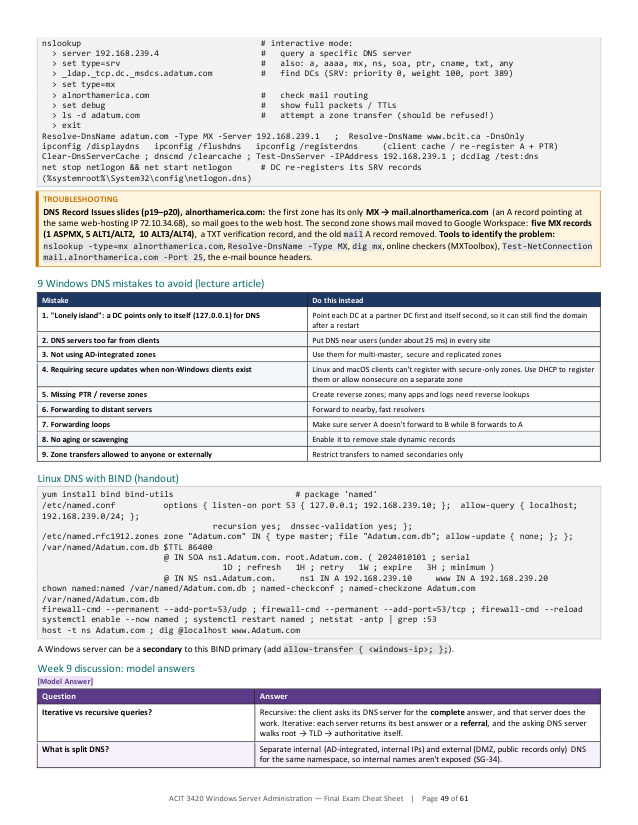 nslookup # interactive mode:
> server 192.168.239.4 # query a specific DNS server
> set type=srv # also: a, aaaa, mx, ns, soa, ptr, cname, txt, any
> _ldap._tcp.dc._msdcs.adatum.com # find DCs (SRV: priority 0, weight 100, port 389)
> set type=mx
> alnorthamerica.com # check mail routing
> set debug # show full packets / TTLs
> ls -d adatum.com # attempt a zone transfer (should be refused!)
> exit
Resolve-DnsName adatum.com -Type MX -Server 192.168.239.1 ; Resolve-DnsName www.bcit.ca -DnsOnly
ipconfig /displaydns ipconfig /flushdns ipconfig /registerdns (client cache / re-register A + PTR)
Clear-DnsServerCache ; dnscmd /clearcache ; Test-DnsServer -IPAddress 192.168.239.1 ; dcdiag /test:dns
net stop netlogon && net start netlogon # DC re-registers its SRV records
(%systemroot%\System32\config\netlogon.dns)
TROUBLESHOOTING
DNS Record Issues slides (p19–p20), alnorthamerica.com: the first zone has its only MX → mail.alnorthamerica.com (an A record pointing at
the same web-hosting IP 72.10.34.68), so mail goes to the web host. The second zone shows mail moved to Google Workspace: five MX records
(1 ASPMX, 5 ALT1/ALT2, 10 ALT3/ALT4), a TXT verification record, and the old mail A record removed. Tools to identify the problem:
nslookup -type=mx alnorthamerica.com, Resolve-DnsName -Type MX, dig mx, online checkers (MXToolbox), Test-NetConnection
mail.alnorthamerica.com -Port 25, the e-mail bounce headers.
9 Windows DNS mistakes to avoid (lecture article)
Mistake Do this instead
1. "Lonely island": a DC points only to itself (127.0.0.1) for DNS Point each DC at a partner DC first and itself second, so it can still find the domain
after a restart
2. DNS servers too far from clients Put DNS near users (under about 25 ms) in every site
3. Not using AD-integrated zones Use them for multi-master, secure and replicated zones
4. Requiring secure updates when non-Windows clients exist Linux and macOS clients can't register with secure-only zones. Use DHCP to register
them or allow nonsecure on a separate zone
5. Missing PTR / reverse zones Create reverse zones; many apps and logs need reverse lookups
6. Forwarding to distant servers Forward to nearby, fast resolvers
7. Forwarding loops Make sure server A doesn't forward to B while B forwards to A
8. No aging or scavenging Enable it to remove stale dynamic records
9. Zone transfers allowed to anyone or externally Restrict transfers to named secondaries only
Linux DNS with BIND (handout)
yum install bind bind-utils # package 'named'
/etc/named.conf options { listen-on port 53 { 127.0.0.1; 192.168.239.10; }; allow-query { localhost;
192.168.239.0/24; };
recursion yes; dnssec-validation yes; };
/etc/named.rfc1912.zones zone "Adatum.com" IN { type master; file "Adatum.com.db"; allow-update { none; }; };
/var/named/Adatum.com.db $TTL 86400
@ IN SOA ns1.Adatum.com. root.Adatum.com. ( 2024010101 ; serial
1D ; refresh 1H ; retry 1W ; expire 3H ; minimum )
@ IN NS ns1.Adatum.com. ns1 IN A 192.168.239.10 www IN A 192.168.239.20
chown named:named /var/named/Adatum.com.db ; named-checkconf ; named-checkzone Adatum.com
/var/named/Adatum.com.db
firewall-cmd --permanent --add-port=53/udp ; firewall-cmd --permanent --add-port=53/tcp ; firewall-cmd --reload
systemctl enable --now named ; systemctl restart named ; netstat -antp | grep :53
host -t ns Adatum.com ; dig @localhost www.Adatum.com
A Windows server can be a secondary to this BIND primary (add allow-transfer { <windows-ip>; };).
Week 9 discussion: model answers
[Model Answer]
Question Answer
Iterative vs recursive queries? Recursive: the client asks its DNS server for the complete answer, and that server does the
work. Iterative: each server returns its best answer or a referral, and the asking DNS server
walks root → TLD → authoritative itself.
What is split DNS? Separate internal (AD-integrated, internal IPs) and external (DMZ, public records only) DNS
for the same namespace, so internal names aren't exposed (SG-34).
ACIT 3420 Windows Server Administration — Final Exam Cheat Sheet | Page 49 of 61